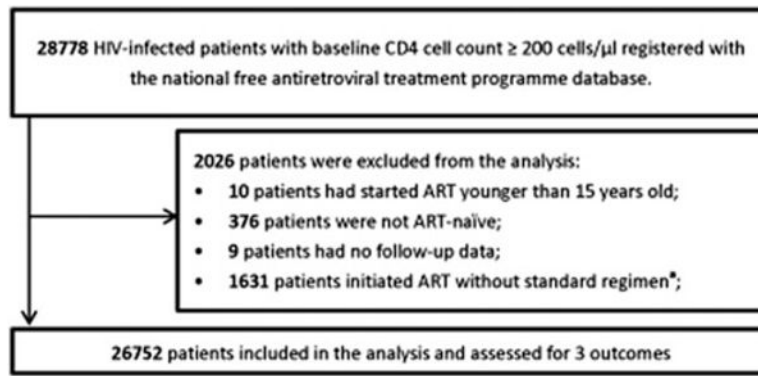 28778 HIV-infected patients with baseline CD4 cell count ≥ 200 cells/µl registered with
the national free antiretroviral treatment programme database.
2026 patients were excluded from the analysis:
• 10 patients had started ART younger than 15 years old;
• 376 patients were not ART-naïve;
• 9 patients had no follow-up data;
• 1631 patients initiated ART without standard regimenª;
26752 patients included in the analysis and assessed for 3 outcomes